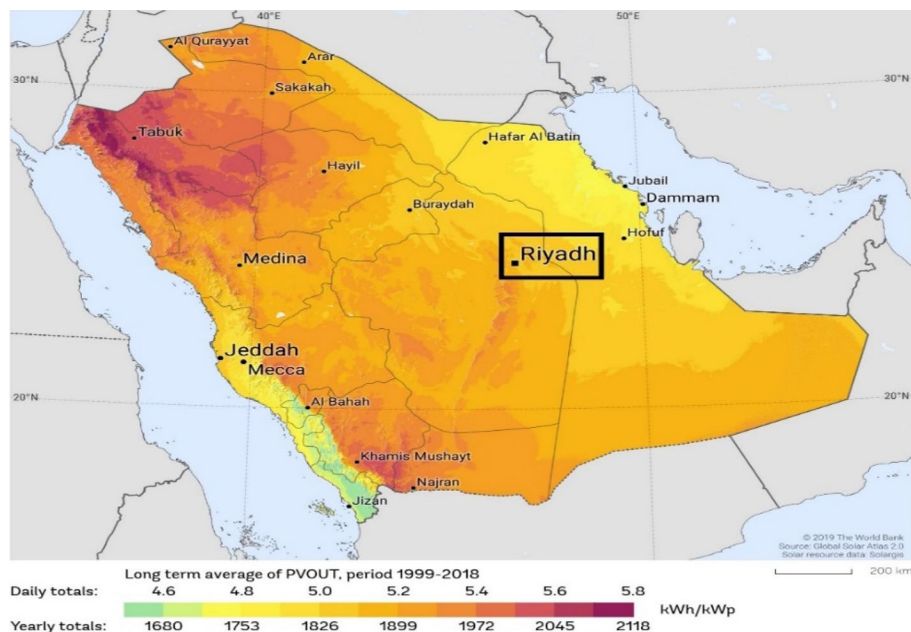 40°E
50°E
Al Qurayyat
Arar
30°N
30°N
Sakakah
Tabuk
Hafar Al Batin
Hayil
Jubail
Buraydah
Dammam
Hofuf
Riyadh
Medina
Jeddah
Mecca
20°N
Al Bahah
20°N
Khamis Mushayt
Najran
Jizan
© 2019 The World Bank
Source: Global Solar Atlas 2.0
Solar resource data: Solargis
Long term average of PVOUT, period 1999-2018
200 km
Daily totals: 4.6 4.8 5.0 5.2 5.4 5.6 5.8
kWh/kWp
Yearly totals: 1680 1753 1826 1899 1972 2045 2118